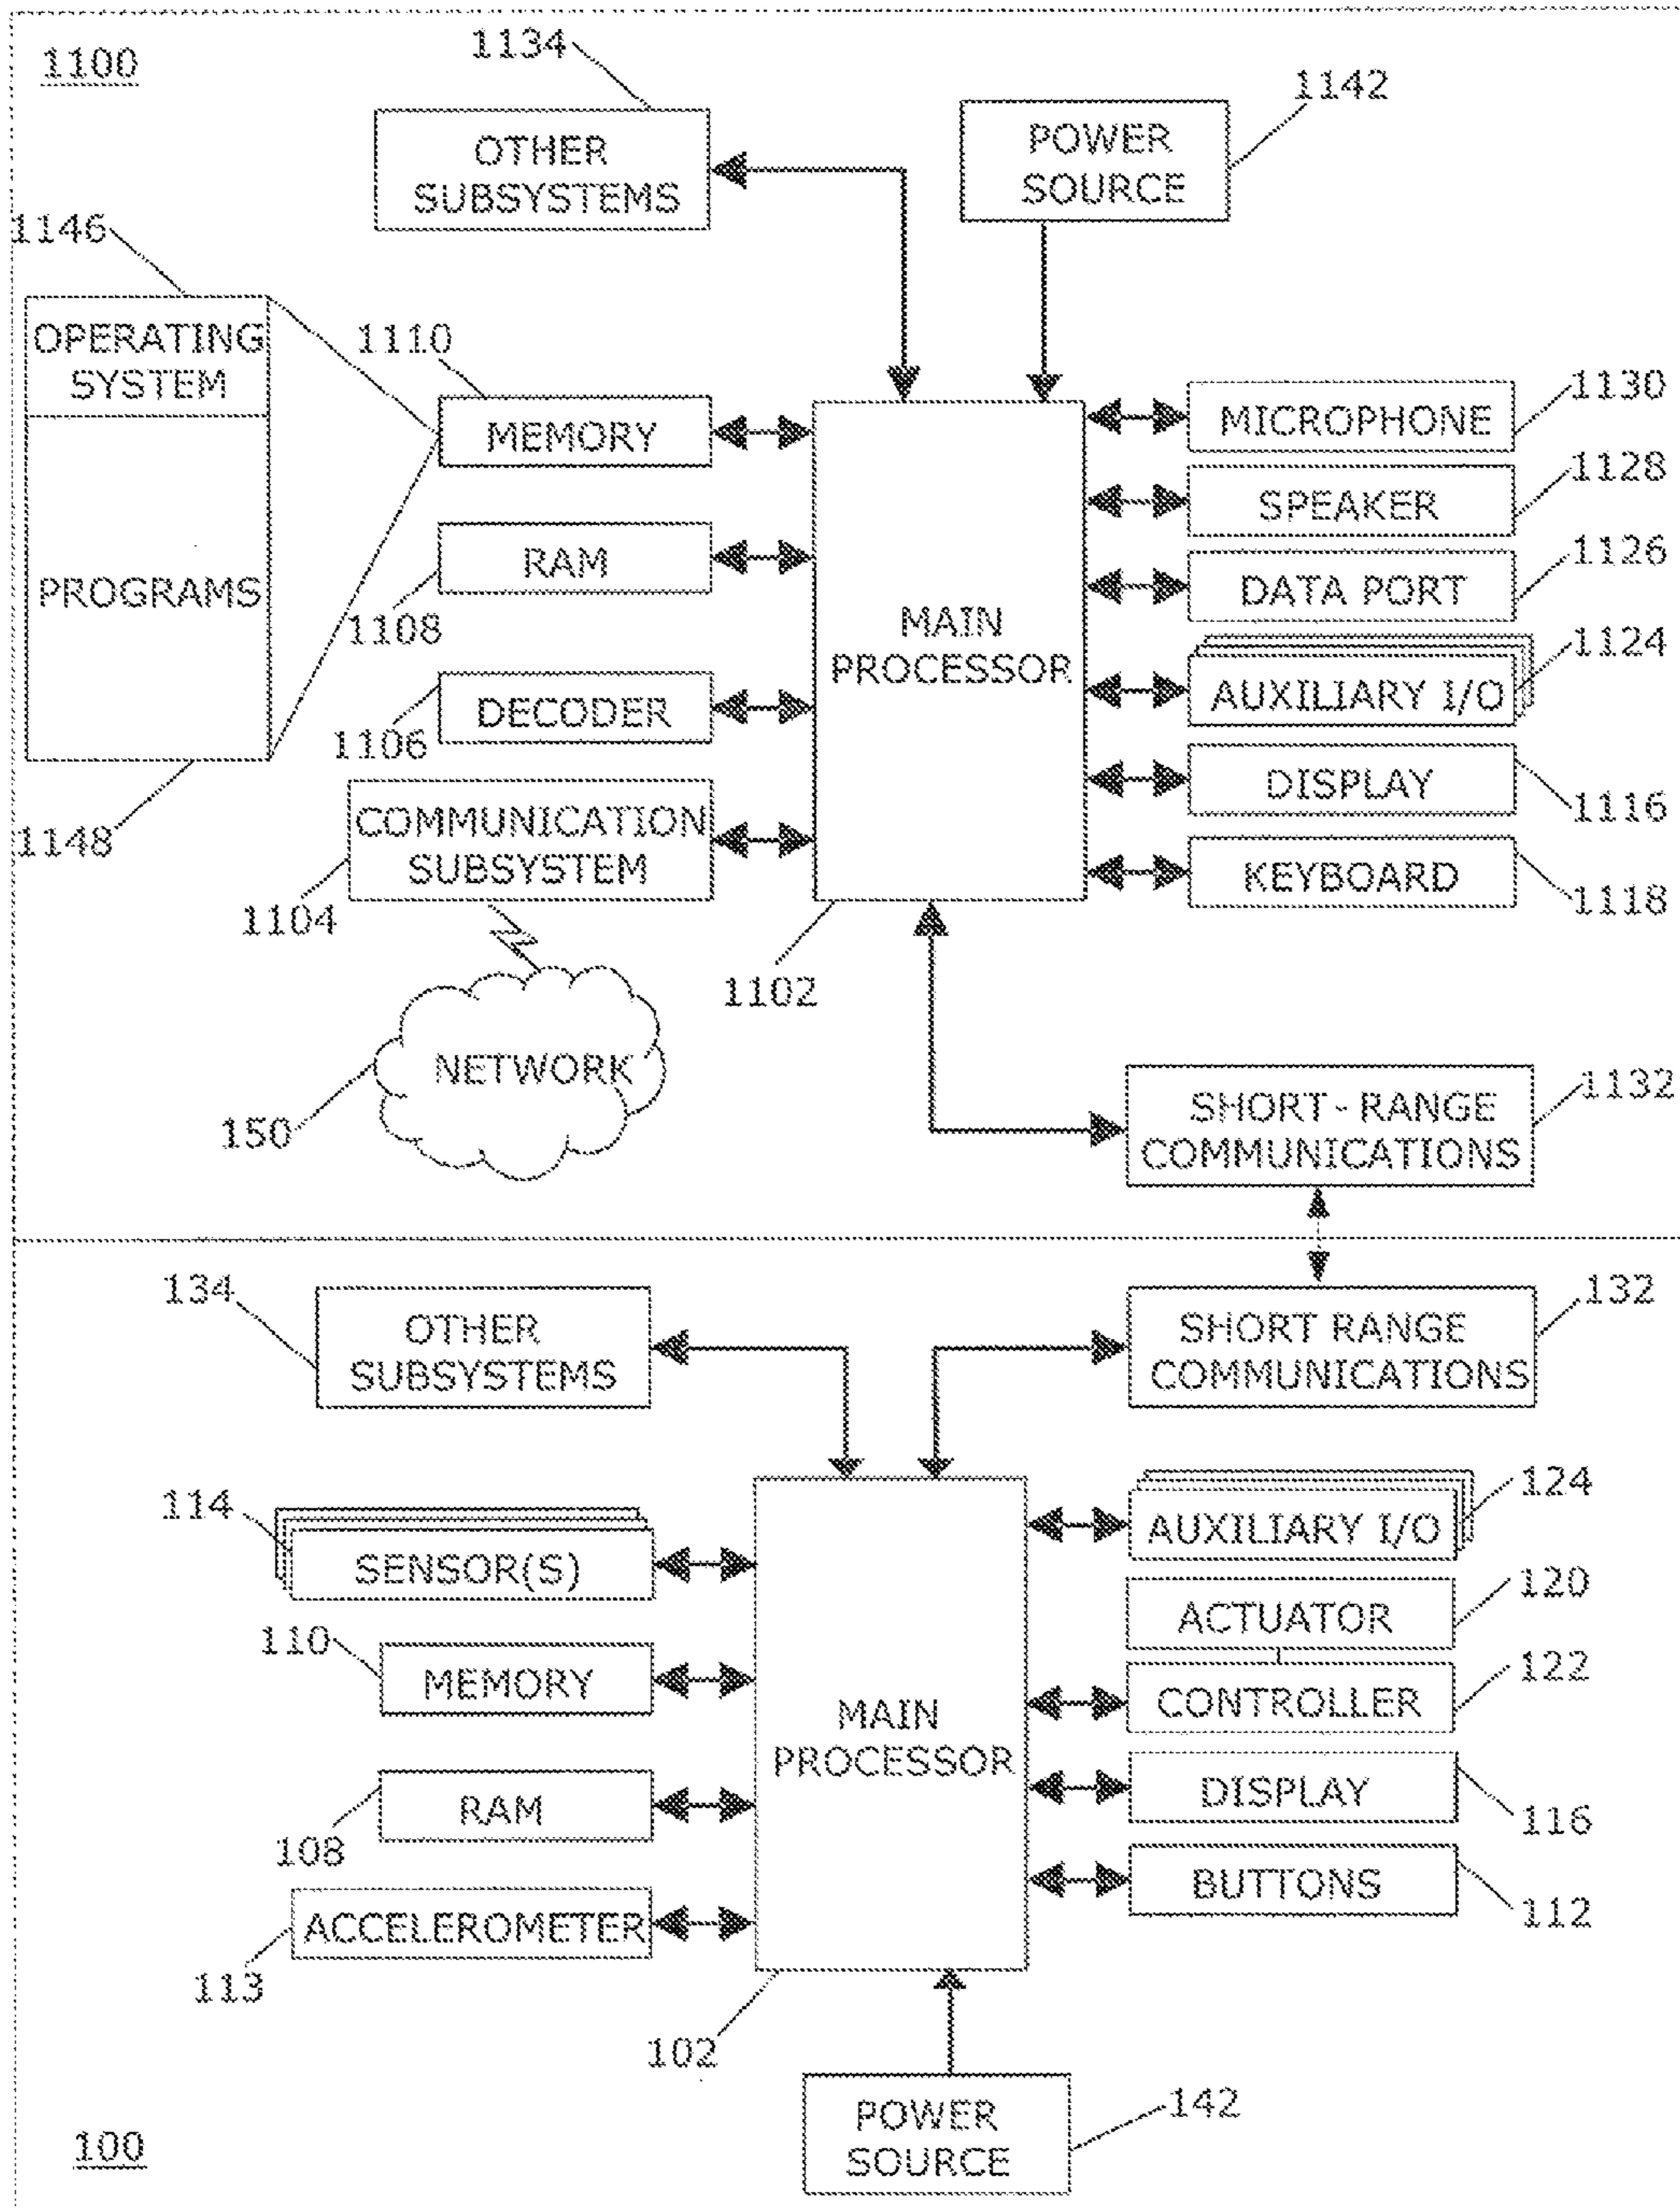 1100
1134
OTHER
SUBSYSTEMS
1142
POWER
SOURCE
1146
OPERATING
SYSTEM
PROGRAMS
1148
1110
MEMORY
RAM
1108
DECODER
1106
COMMUNICATION
SUBSYSTEM
1104
NETWORK
150
MAIN
PROCESSOR
1102
MICROPHONE
1130
SPEAKER
1128
DATA PORT
1126
AUXILIARY I/O
1124
DISPLAY
1116
KEYBOARD
1118
SHORT-RANGE
COMMUNICATIONS
1132
134
OTHER
SUBSYSTEMS
SHORT RANGE
COMMUNICATIONS
132
114
SENSOR(S)
110
MEMORY
RAM
108
ACCELEROMETER
113
MAIN
PROCESSOR
102
AUXILIARY I/O
124
ACTUATOR
120
CONTROLLER
122
DISPLAY
116
BUTTONS
112
POWER
SOURCE
142
100